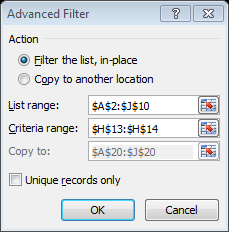 Advanced Filter
?
Action
Filter the list, in-place
Copy to another location
List range: $A$2:$J$10
Criteria range: $H$13:$H$14
Copy to: $A$20:$J$20
Unique records only
OK Cancel